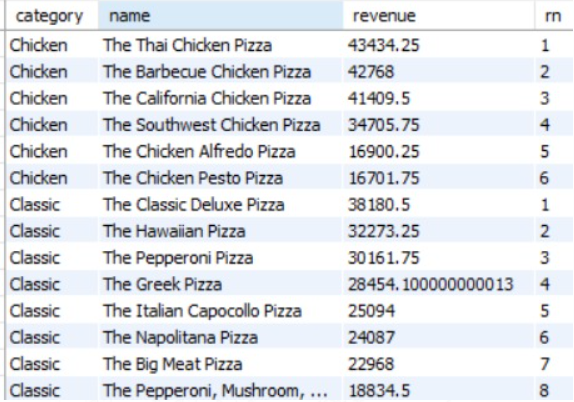 category name revenue rn
Chicken The Thai Chicken Pizza 43434.25 1
Chicken The Barbecue Chicken Pizza 42768 2
Chicken The California Chicken Pizza 41409.5 3
Chicken The Southwest Chicken Pizza 34705.75 4
Chicken The Chicken Alfredo Pizza 16900.25 5
Chicken The Chicken Pesto Pizza 16701.75 6
Classic The Classic Deluxe Pizza 38180.5 1
Classic The Hawaiian Pizza 32273.25 2
Classic The Pepperoni Pizza 30161.75 3
Classic The Greek Pizza 28454.100000000013 4
Classic The Italian Capocollo Pizza 25094 5
Classic The Napolitana Pizza 24087 6
Classic The Big Meat Pizza 22968 7
Classic The Pepperoni, Mushroom, ... 18834.5 8